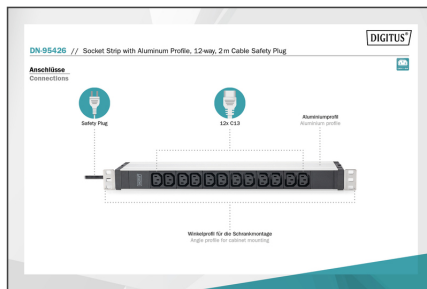 DIGITUS®
DN-95426 // Socket Strip with Aluminum Profile, 12-way, 2 m Cable Safety Plug
Anschlüsse
Connections
Safety Plug
12x C13
Aluminiumprofil
Aluminium profile
Winkelprofil für die Schrankmontage
Angle profile for cabinet mounting